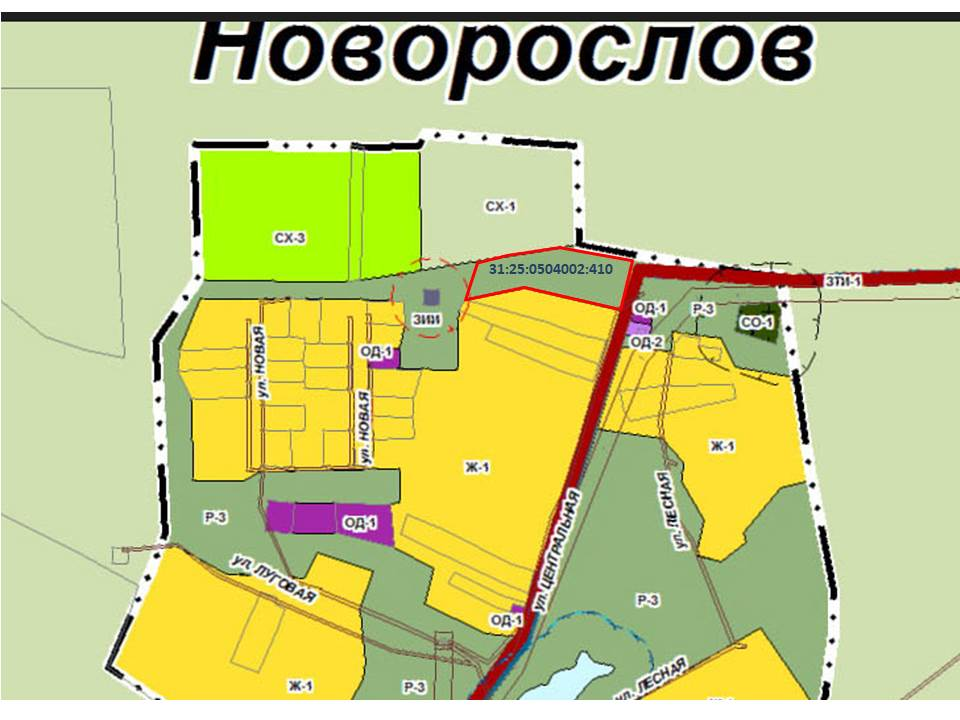 Новорослов
СХ-1
СХ-3
31:25:0504002:410
ЗТИ-1
ОД-1
Р-3
ЗИИ
СО-1
ОД-2
ОД-1
ул. НОВАЯ
ул. НОВАЯ
Ж-1
Ж-1
ул. ЛЕСНАЯ
Р-3
ОД-1
ул. ЦЕНТРАЛЬНАЯ
ул. ЛУГОВАЯ
Р-3
ОД-1
ул. ЛЕСНАЯ
Ж-1
Р-3